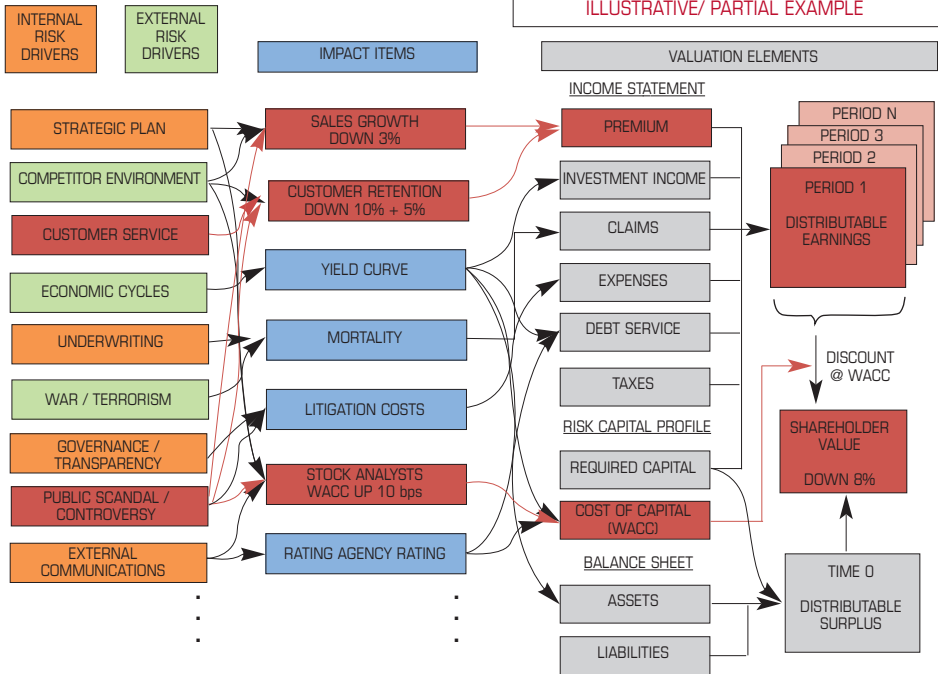 ILLUSTRATIVE/ PARTIAL EXAMPLE
INTERNAL
RISK
DRIVERS
EXTERNAL
RISK
DRIVERS
IMPACT ITEMS
VALUATION ELEMENTS
STRATEGIC PLAN
COMPETITOR ENVIRONMENT
CUSTOMER SERVICE
ECONOMIC CYCLES
UNDERWRITING
WAR / TERRORISM
GOVERNANCE /
TRANSPARENCY
PUBLIC SCANDAL /
CONTROVERSY
EXTERNAL
COMMUNICATIONS
.
.
.
SALES GROWTH
DOWN 3%
CUSTOMER RETENTION
DOWN 10% + 5%
YIELD CURVE
MORTALITY
LITIGATION COSTS
STOCK ANALYSTS
WACC UP 10 bps
RATING AGENCY RATING
.
.
.
INCOME STATEMENT
PREMIUM
INVESTMENT INCOME
CLAIMS
EXPENSES
DEBT SERVICE
TAXES
RISK CAPITAL PROFILE
REQUIRED CAPITAL
COST OF CAPITAL
(WACC)
BALANCE SHEET
ASSETS
LIABILITIES
PERIOD N
PERIOD 3
PERIOD 2
PERIOD 1
DISTRIBUTABLE
EARNINGS
DISCOUNT
@ WACC
SHAREHOLDER
VALUE
DOWN 8%
TIME 0
DISTRIBUTABLE
SURPLUS